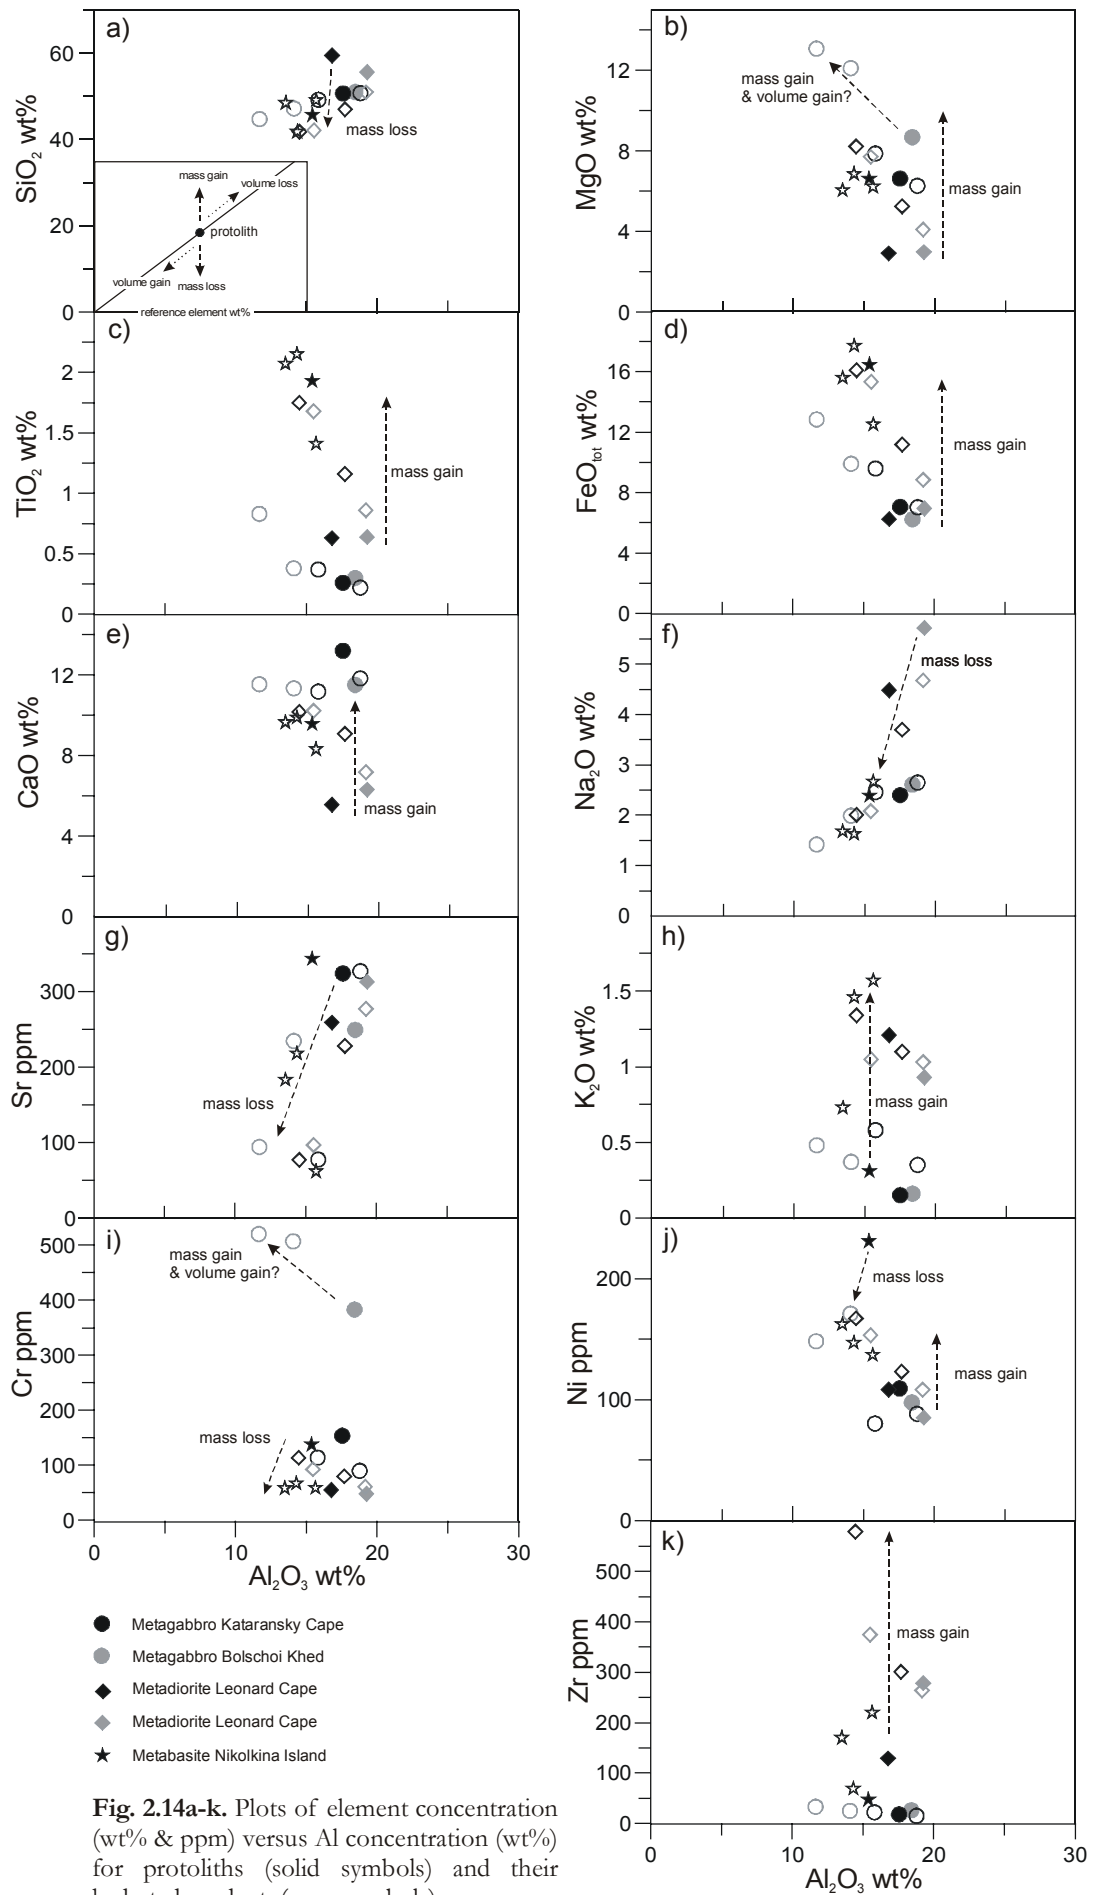 a)
SiO2 wt%
60
40
20
0
mass loss
mass gain
volume loss
protolith
volume gain
mass loss
reference element wt%
b)
MgO wt%
12
8
4
0
mass gain
& volume gain?
mass gain
c)
TiO2 wt%
2
1.5
1
0.5
0
mass gain
d)
FeOtot wt%
16
12
8
4
0
mass gain
e)
CaO wt%
12
8
4
0
mass gain
f)
Na2O wt%
5
4
3
2
1
0
mass loss
g)
Sr ppm
300
200
100
0
mass loss
h)
K2O wt%
1.5
1
0.5
0
mass gain
i)
Cr ppm
500
400
300
200
100
0
mass gain
& volume gain?
mass loss
0 10 20 30
Al2O3 wt%
j)
Ni ppm
200
100
0
mass loss
mass gain
k)
Zr ppm
500
400
300
200
100
0
mass gain
0 10 20 30
Al2O3 wt%
Metagabbro Kataransky Cape
Metagabbro Bolschoi Khed
Metadiorite Leonard Cape
Metadiorite Leonard Cape
Metabasite Nikolkina Island
Fig. 2.14a-k. Plots of element concentration
(wt% & ppm) versus Al concentration (wt%)
for protoliths (solid symbols) and their